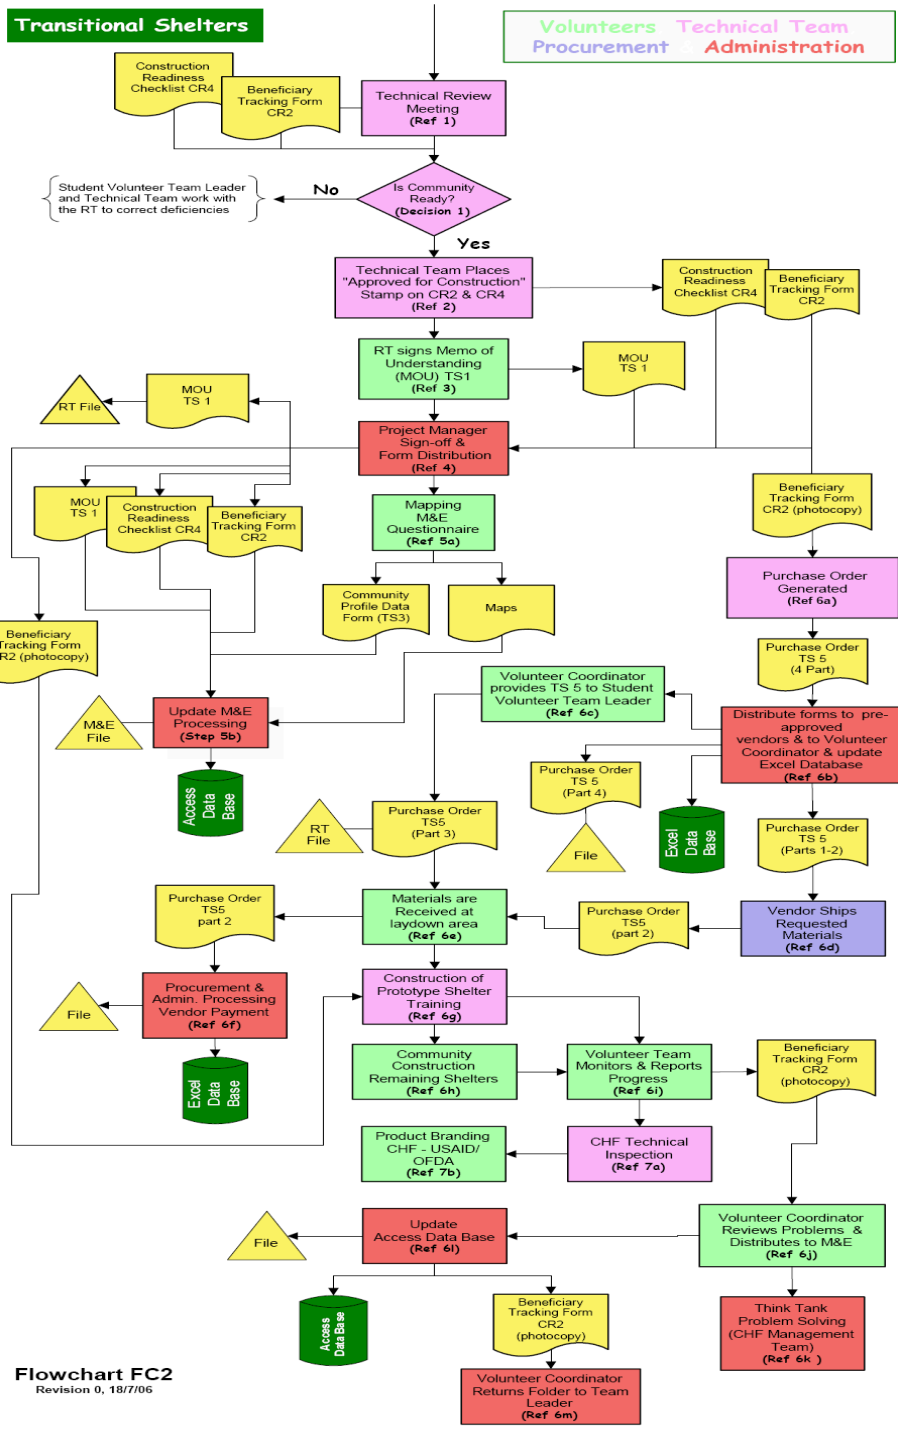 Transitional Shelters
Volunteers Technical Team
Procurement & Administration
Construction
Readiness
Checklist CR4
Beneficiary
Tracking Form
CR2
Technical Review
Meeting
(Ref 1)
Student Volunteer Team Leader
and Technical Team work with
the RT to correct deficiencies
No
Is Community
Ready?
(Decision 1)
Yes
Technical Team Places
"Approved for Construction"
Stamp on CR2 & CR4
(Ref 2)
Construction
Readiness
Checklist CR4
Beneficiary
Tracking Form
CR2
RT signs Memo of
Understanding
(MOU) TS1
(Ref 3)
MOU
TS 1
RT File
MOU
TS 1
Project Manager
Sign-off &
Form Distribution
(Ref 4)
MOU
TS 1
Construction
Readiness
Checklist CR4
Beneficiary
Tracking Form
CR2
Mapping
M&E
Questionnaire
(Ref 5a)
Beneficiary
Tracking Form
CR2 (photocopy)
Purchase Order
Generated
(Ref 6a)
Community
Profile Data
Form (TS3)
Maps
Beneficiary
Tracking Form
R2 (photocopy)
Purchase Order
TS 5
(4 Part)
Volunteer Coordinator
provides TS 5 to Student
Volunteer Team Leader
(Ref 6c)
M&E
File
Update M&E
Processing
(Step 5b)
Distribute forms to pre-
approved
vendors & to Volunteer
Coordinator & update
Excel Database
(Ref 6b)
Access
Data
Base
Purchase Order
TS 5
(Part 4)
RT
File
Purchase Order
TS5
(Part 3)
File
Excel
Data
Base
Purchase Order
TS 5
(Parts 1-2)
Purchase Order
TS5
part 2
Materials are
Received at
laydown area
(Ref 6e)
Purchase Order
TS5
(part 2)
Vendor Ships
Requested
Materials
(Ref 6d)
File
Procurement &
Admin. Processing
Vendor Payment
(Ref 6f)
Construction of
Prototype Shelter
Training
(Ref 6g)
Excel
Data
Base
Community
Construction
Remaining Shelters
(Ref 6h)
Volunteer Team
Monitors & Reports
Progress
(Ref 6i)
Beneficiary
Tracking Form
CR2
(photocopy)
Product Branding
CHF - USAID/
OFDA
(Ref 7b)
CHF Technical
Inspection
(Ref 7a)
File
Update
Access Data Base
(Ref 6l)
Volunteer Coordinator
Reviews Problems &
Distributes to M&E
(Ref 6j)
Access
Data Base
Beneficiary
Tracking Form
CR2
(photocopy)
Think Tank
Problem Solving
(CHF Management
Team)
(Ref 6k )
Volunteer Coordinator
Returns Folder to Team
Leader
(Ref 6m)
Flowchart FC2
Revision 0, 18/7/06